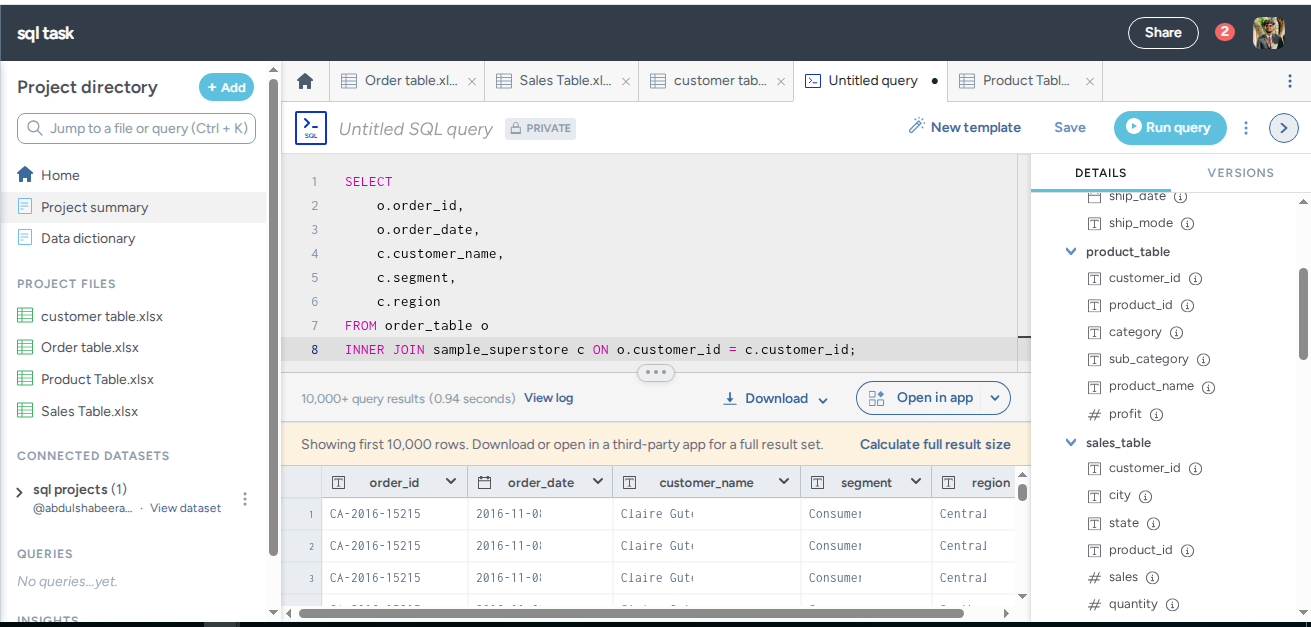 sql task
Share
2
Project directory
+ Add
Jump to a file or query (Ctrl + K)
Home
Project summary
Data dictionary
PROJECT FILES
customer table.xlsx
Order table.xlsx
Product Table.xlsx
Sales Table.xlsx
CONNECTED DATASETS
sql projects (1)
@abdulshabeera... · View dataset
QUERIES
No queries...yet.
INSIGHTS
Order table.xl...
Sales Table.xl...
customer tab...
Untitled query
Product Tabl...
SQL
Untitled SQL query
PRIVATE
New template
Save
Run query
1 SELECT
2 o.order_id,
3 o.order_date,
4 c.customer_name,
5 c.segment,
6 c.region
7 FROM order_table o
8 INNER JOIN sample_superstore c ON o.customer_id = c.customer_id;
10,000+ query results (0.94 seconds) View log
Download
Open in app
Showing first 10,000 rows. Download or open in a third-party app for a full result set. Calculate full result size
order_id order_date customer_name segment region
1 CA-2016-15215 2016-11-08 Claire Gute Consumer Central
2 CA-2016-15215 2016-11-08 Claire Gute Consumer Central
3 CA-2016-15215 2016-11-08 Claire Gute Consumer Central
DETAILS
VERSIONS
ship_date
ship_mode
product_table
customer_id
product_id
category
sub_category
product_name
profit
sales_table
customer_id
city
state
product_id
sales
quantity